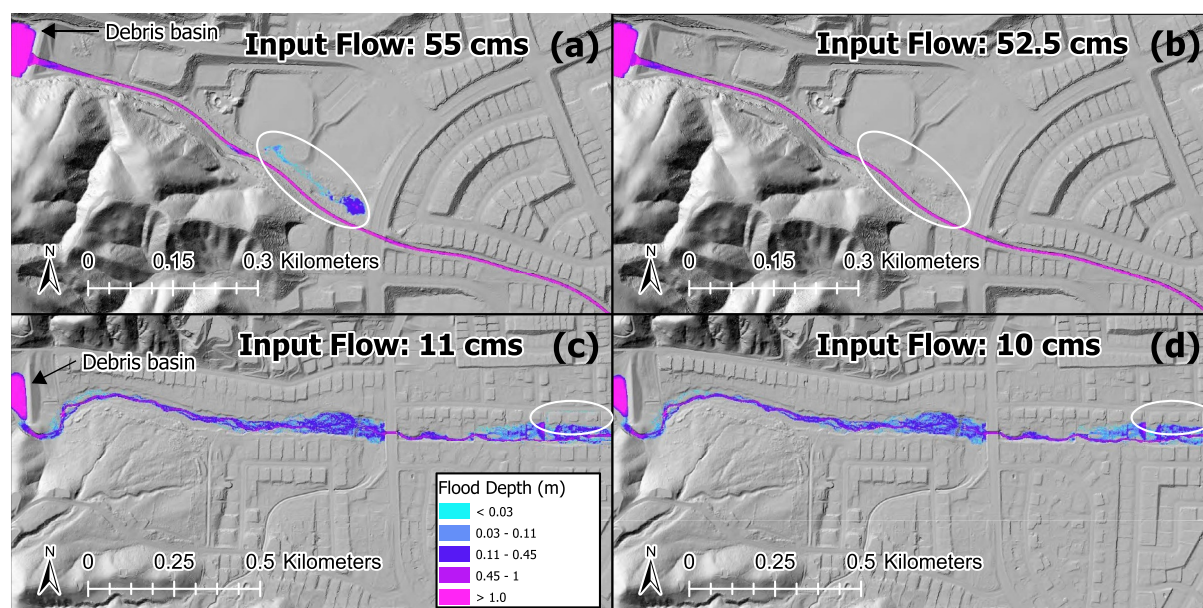 Debris basin
Input Flow: 55 cms (a)
N
0 0.15 0.3 Kilometers
Input Flow: 52.5 cms (b)
N
0 0.15 0.3 Kilometers
Debris basin
Input Flow: 11 cms (c)
N
0 0.25 0.5 Kilometers
Flood Depth (m)
< 0.03
0.03 - 0.11
0.11 - 0.45
0.45 - 1
> 1.0
Input Flow: 10 cms (d)
N
0 0.25 0.5 Kilometers